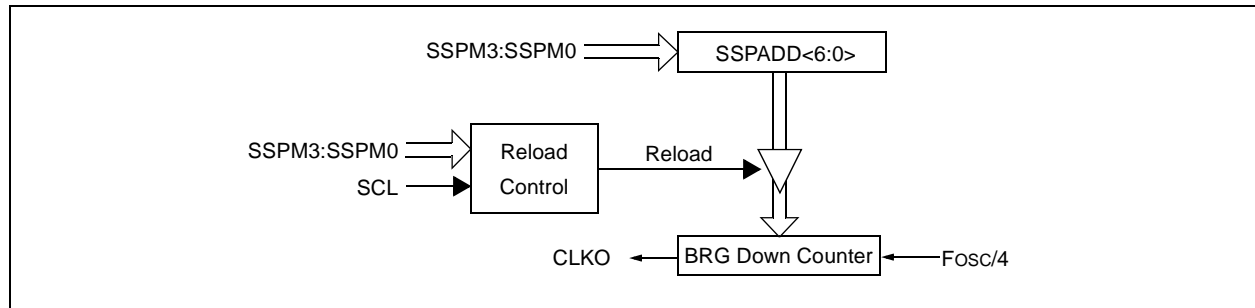 SSPM3:SSPM0
SSPADD<6:0>
SSPM3:SSPM0
SCL
Reload
Control
Reload
CLKO
BRG Down Counter
FOSC/4